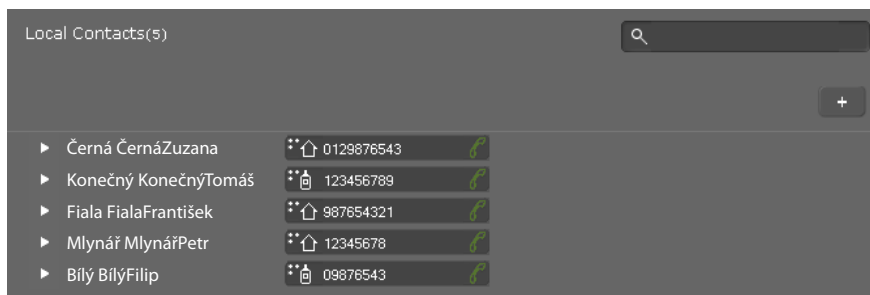 Local Contacts(5)
+
Černá ČernáZuzana 0129876543
Konečný KonečnýTomáš 123456789
Fiala FialaFrantišek 987654321
Mlynář MlynářPetr 12345678
Bílý BílýFilip 09876543